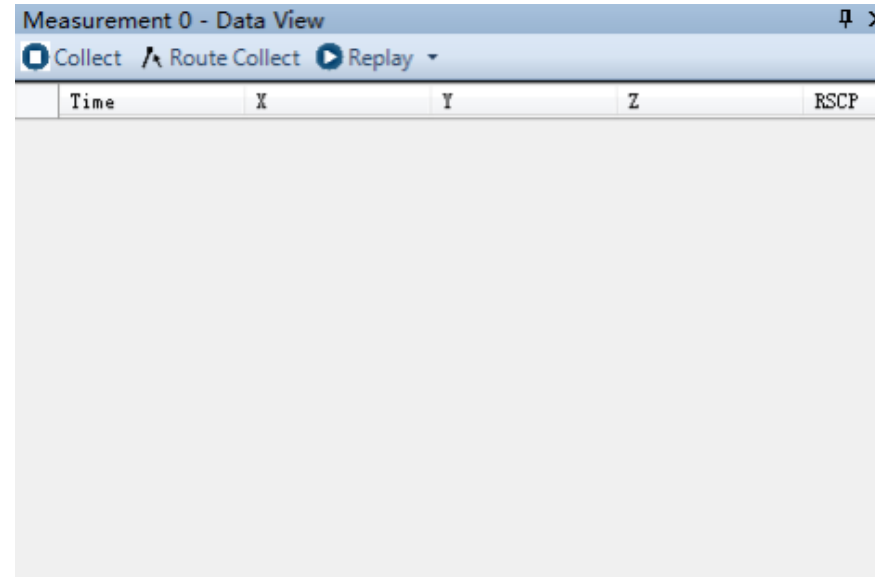 Measurement 0 - Data View
Collect Route Collect Replay
Time X Y Z RSCP